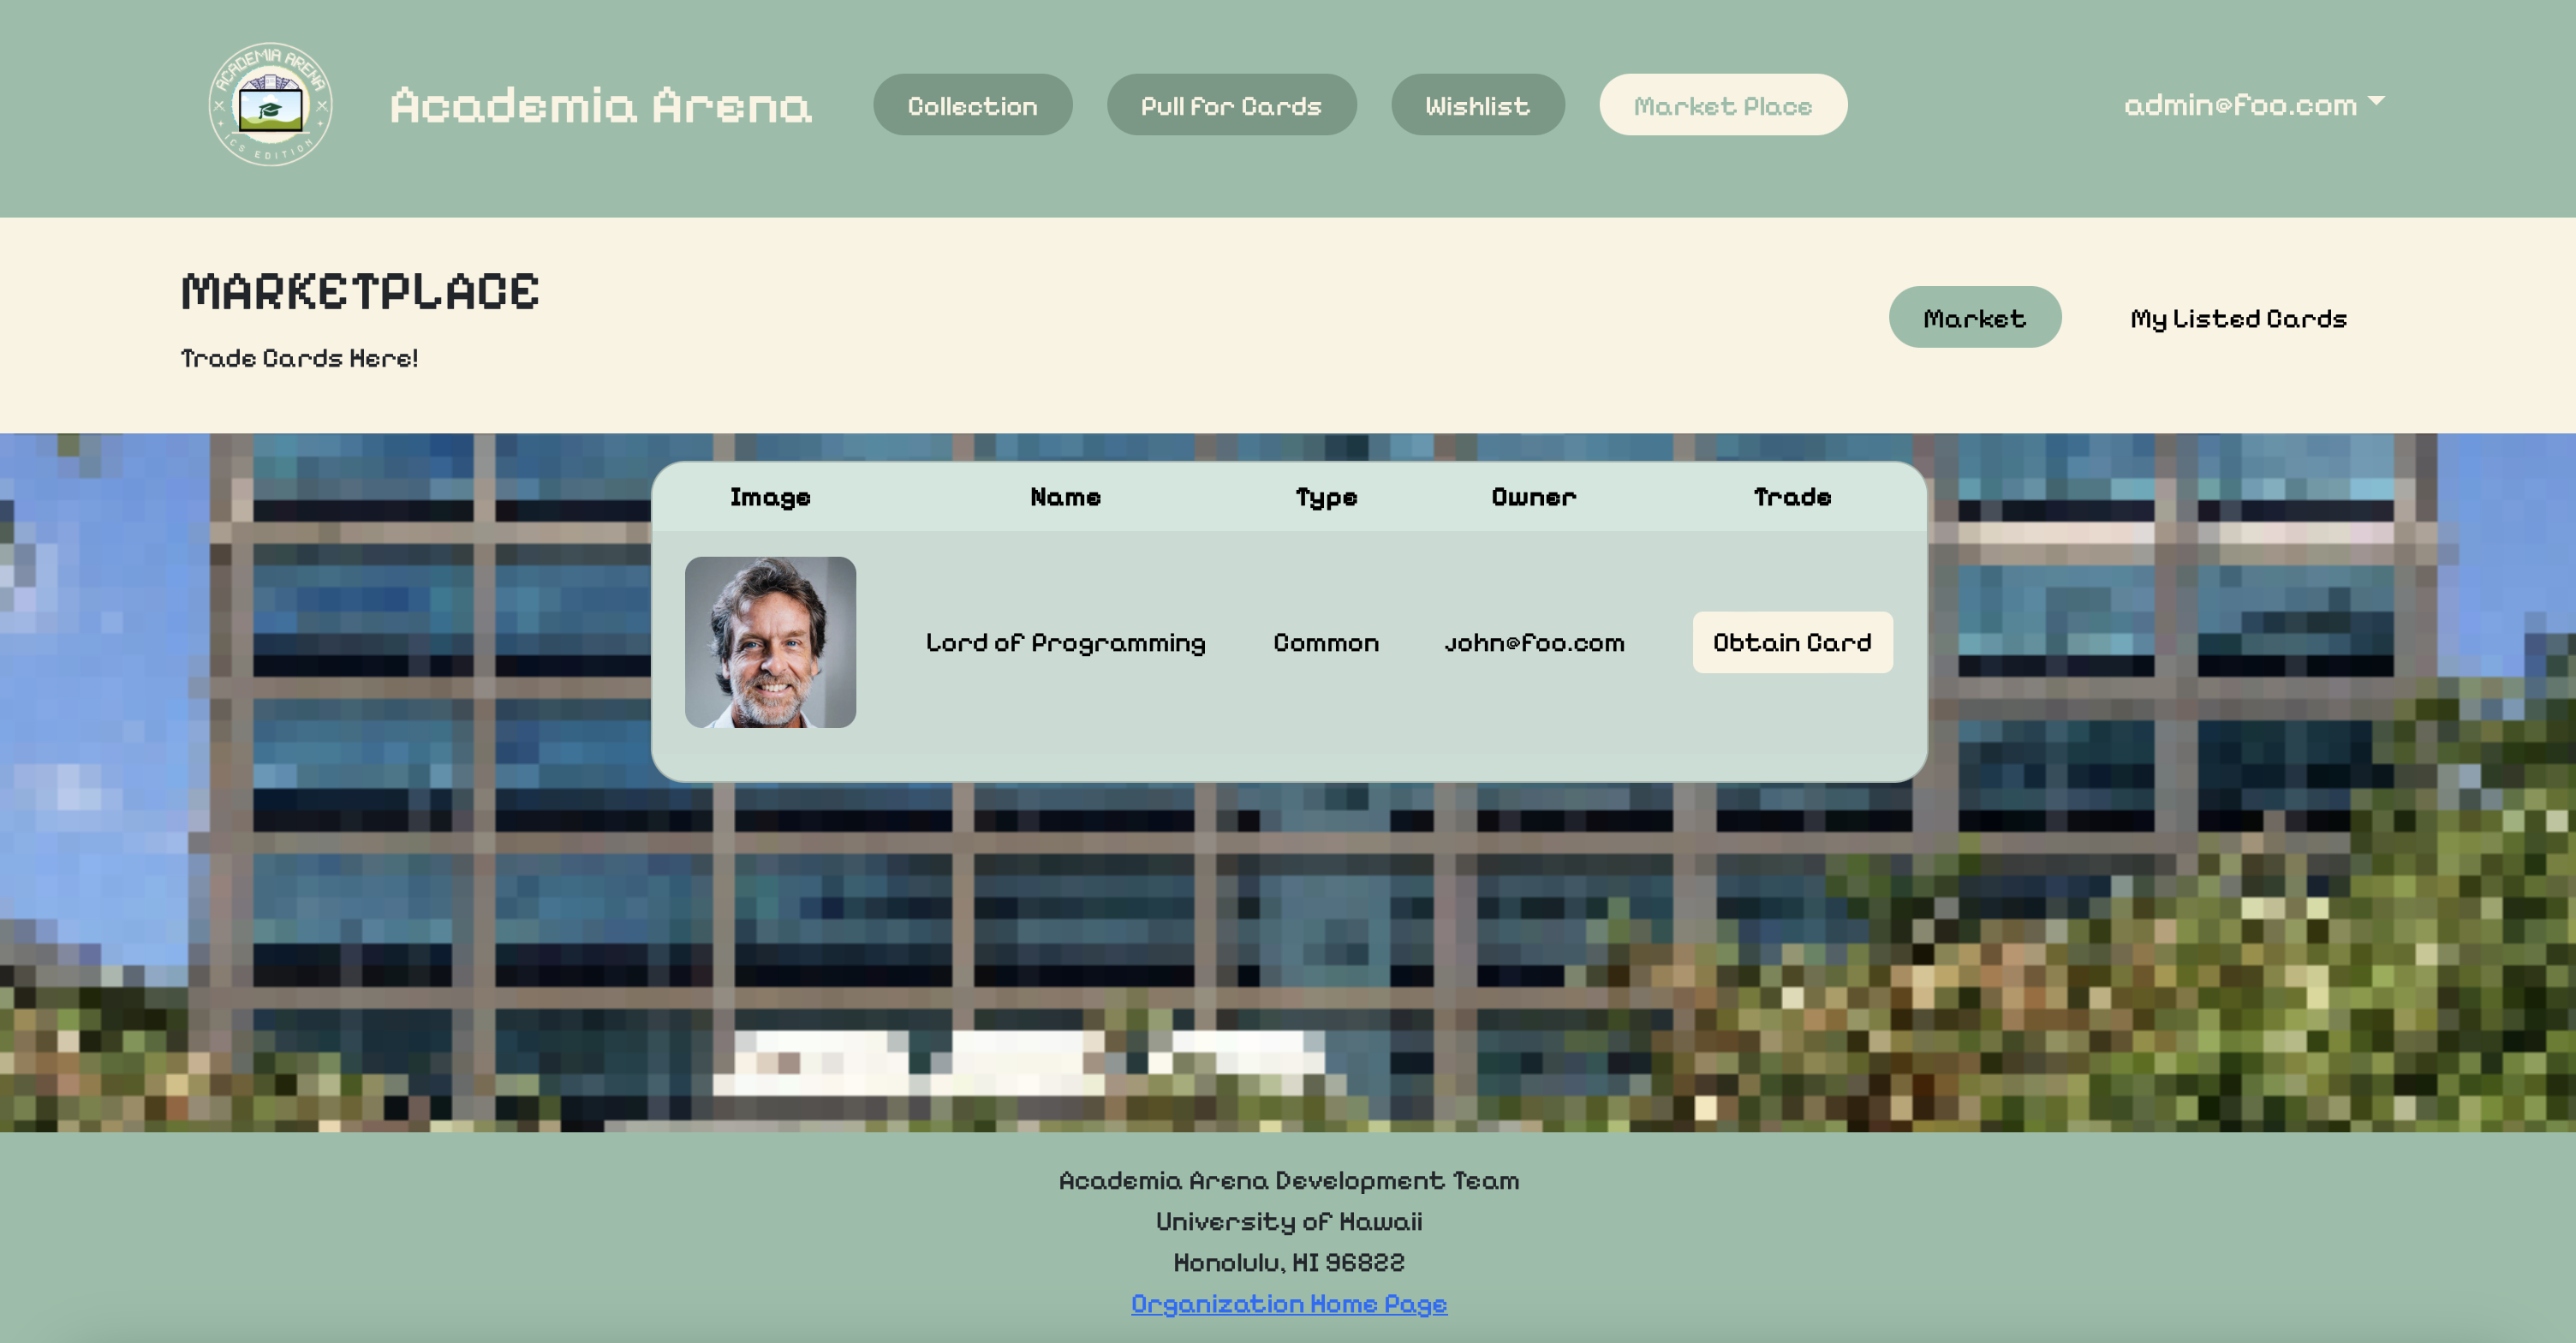 ACADEMIA ARENA
ICS EDITION
Academia Arena
Collection
Pull For Cards
Wishlist
Market Place
admin@foo.com
MARKETPLACE
Trade Cards Here!
Market
My Listed Cards
Image Name Type Owner Trade
Lord of Programming Common john@foo.com Obtain Card
Academia Arena Development Team
University of Hawaii
Honolulu, HI 96822
Organization Home Page